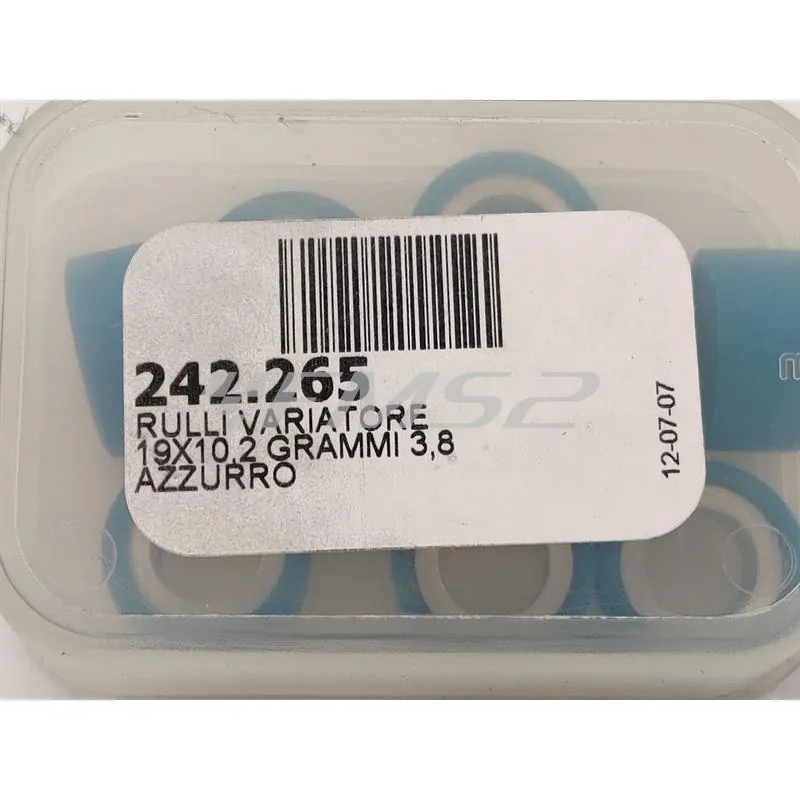 242.265
RULLI VARIATORE
19X10,2 GRAMMI 3,8
AZZURRO
12-07-07